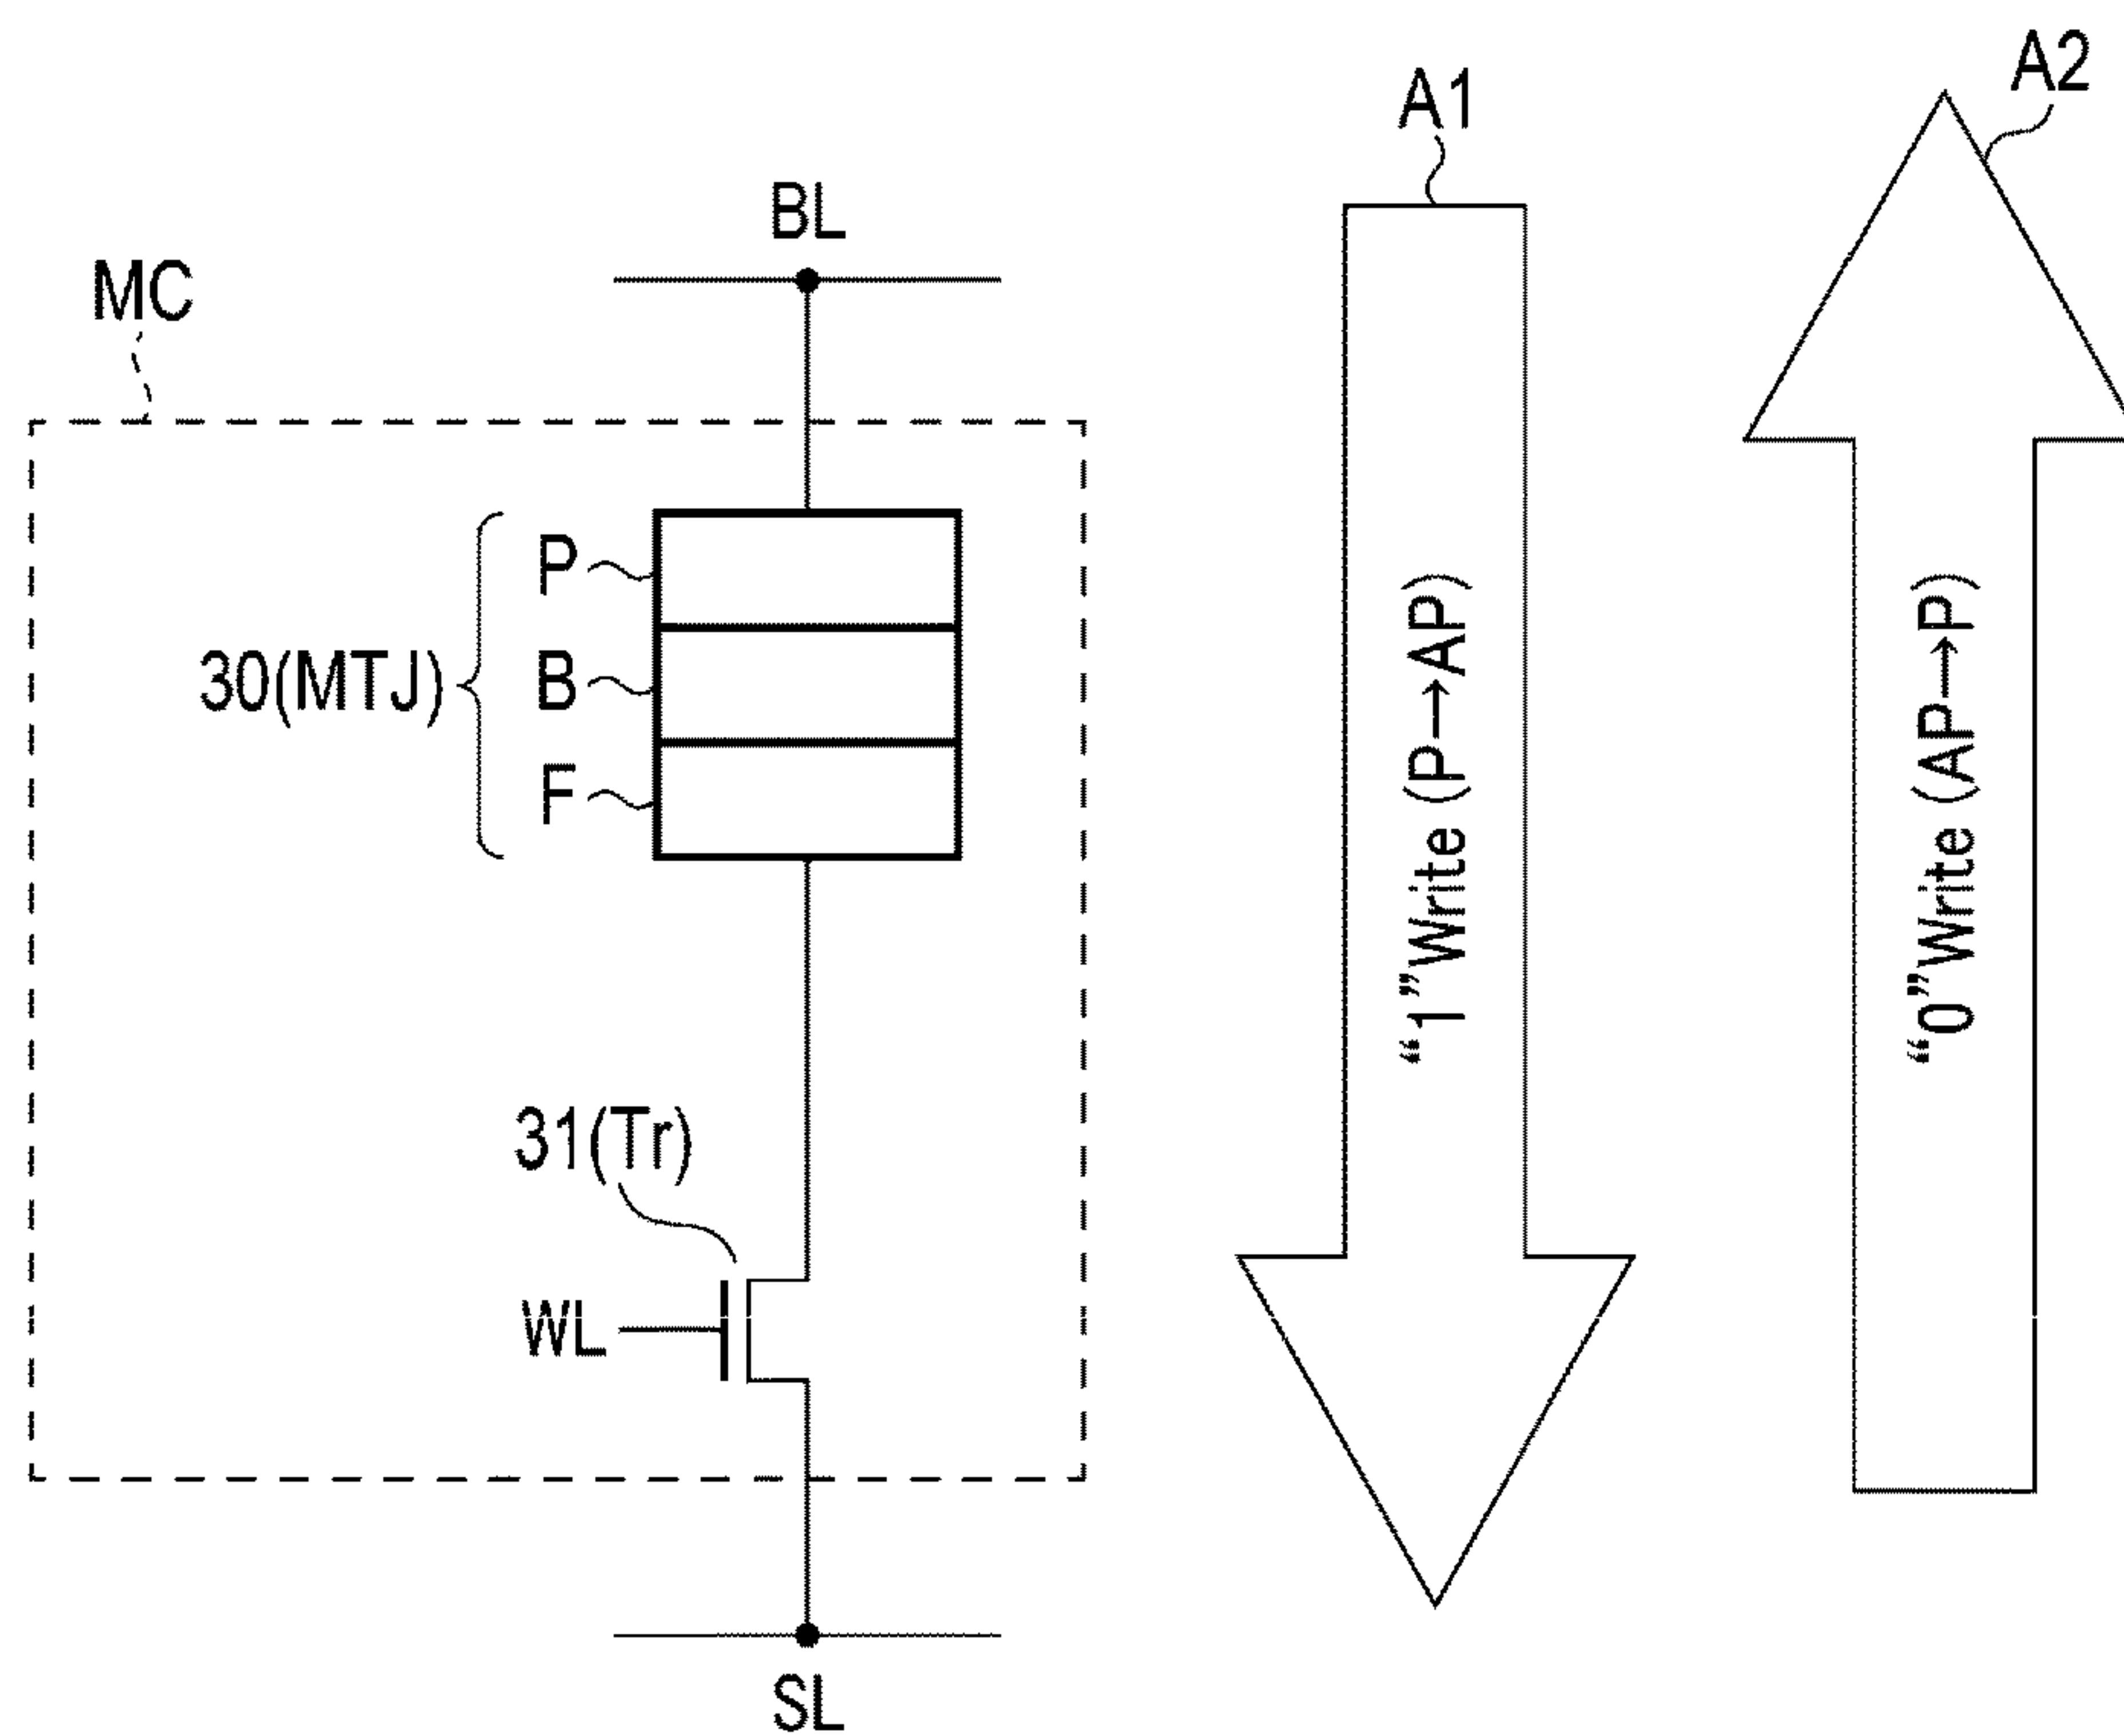 A2
A1
BL
MC
P
30(MTJ)
B
F
31(Tr)
WL
SL
“1”Write (P→AP)
“0”Write (AP→P)